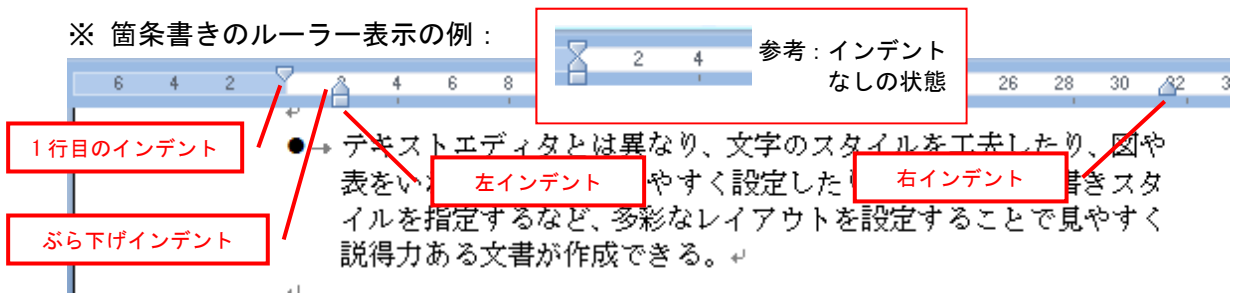 ※ 箇条書きのルーラー表示の例：
2 4
参考：インデント
なしの状態
6 4 2 2 4 6 8 26 28 30 32 3
1行目のインデント
● → テキストエディタとは異なり、文字のスタイルを工夫したり、図や
表をい やすく設定した 書きスタ
左インデント
右インデント
イルを指定するなど、多彩なレイアウトを設定することで見やすく
ぶら下げインデント
説得力ある文書が作成できる。↵